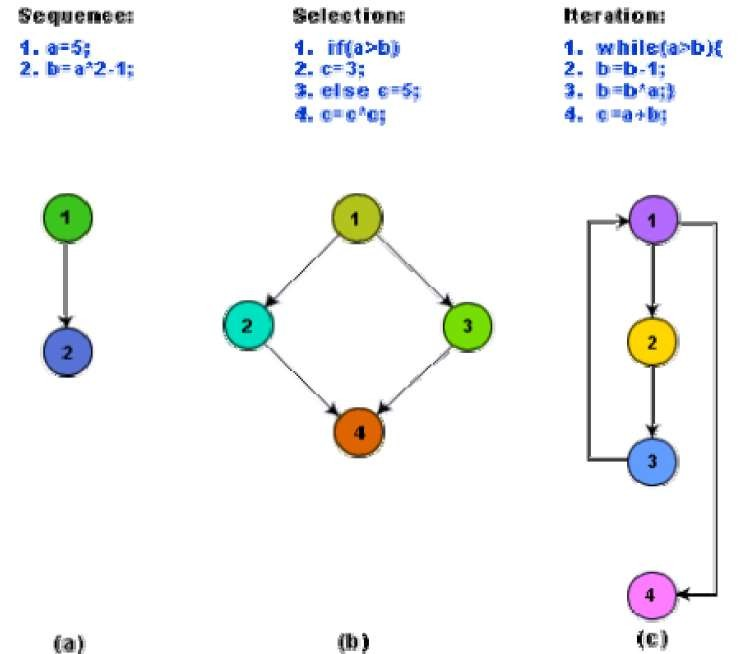 Sequence:
1. a=5;
2. b=a*2-1;
Selection:
1. if(a>b)
2. c=3;
3. else c=5;
4. c=c*c;
Iteration:
1. while(a>b){
2. b=b-1;
3. b=b*a;}
4. c=a+b;
1
2
(a)
1
2
3
4
(b)
1
2
3
4
(c)